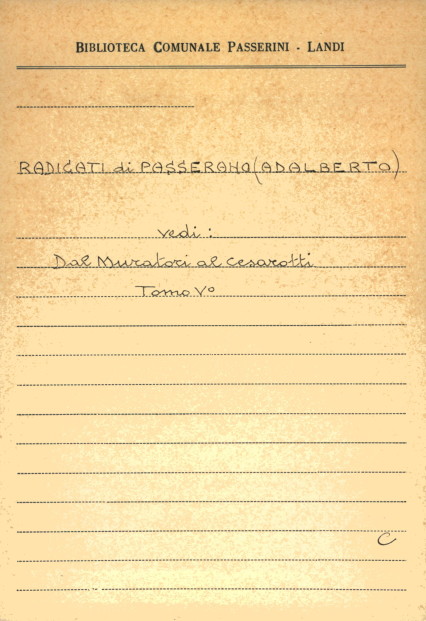 BIBLIOTECA COMUNALE PASSERINI - LANDI
RADICATI di PASSERANO (ADALBERTO)
vedi :
Dal Muratori al Cesarotti
Tomo V°
C